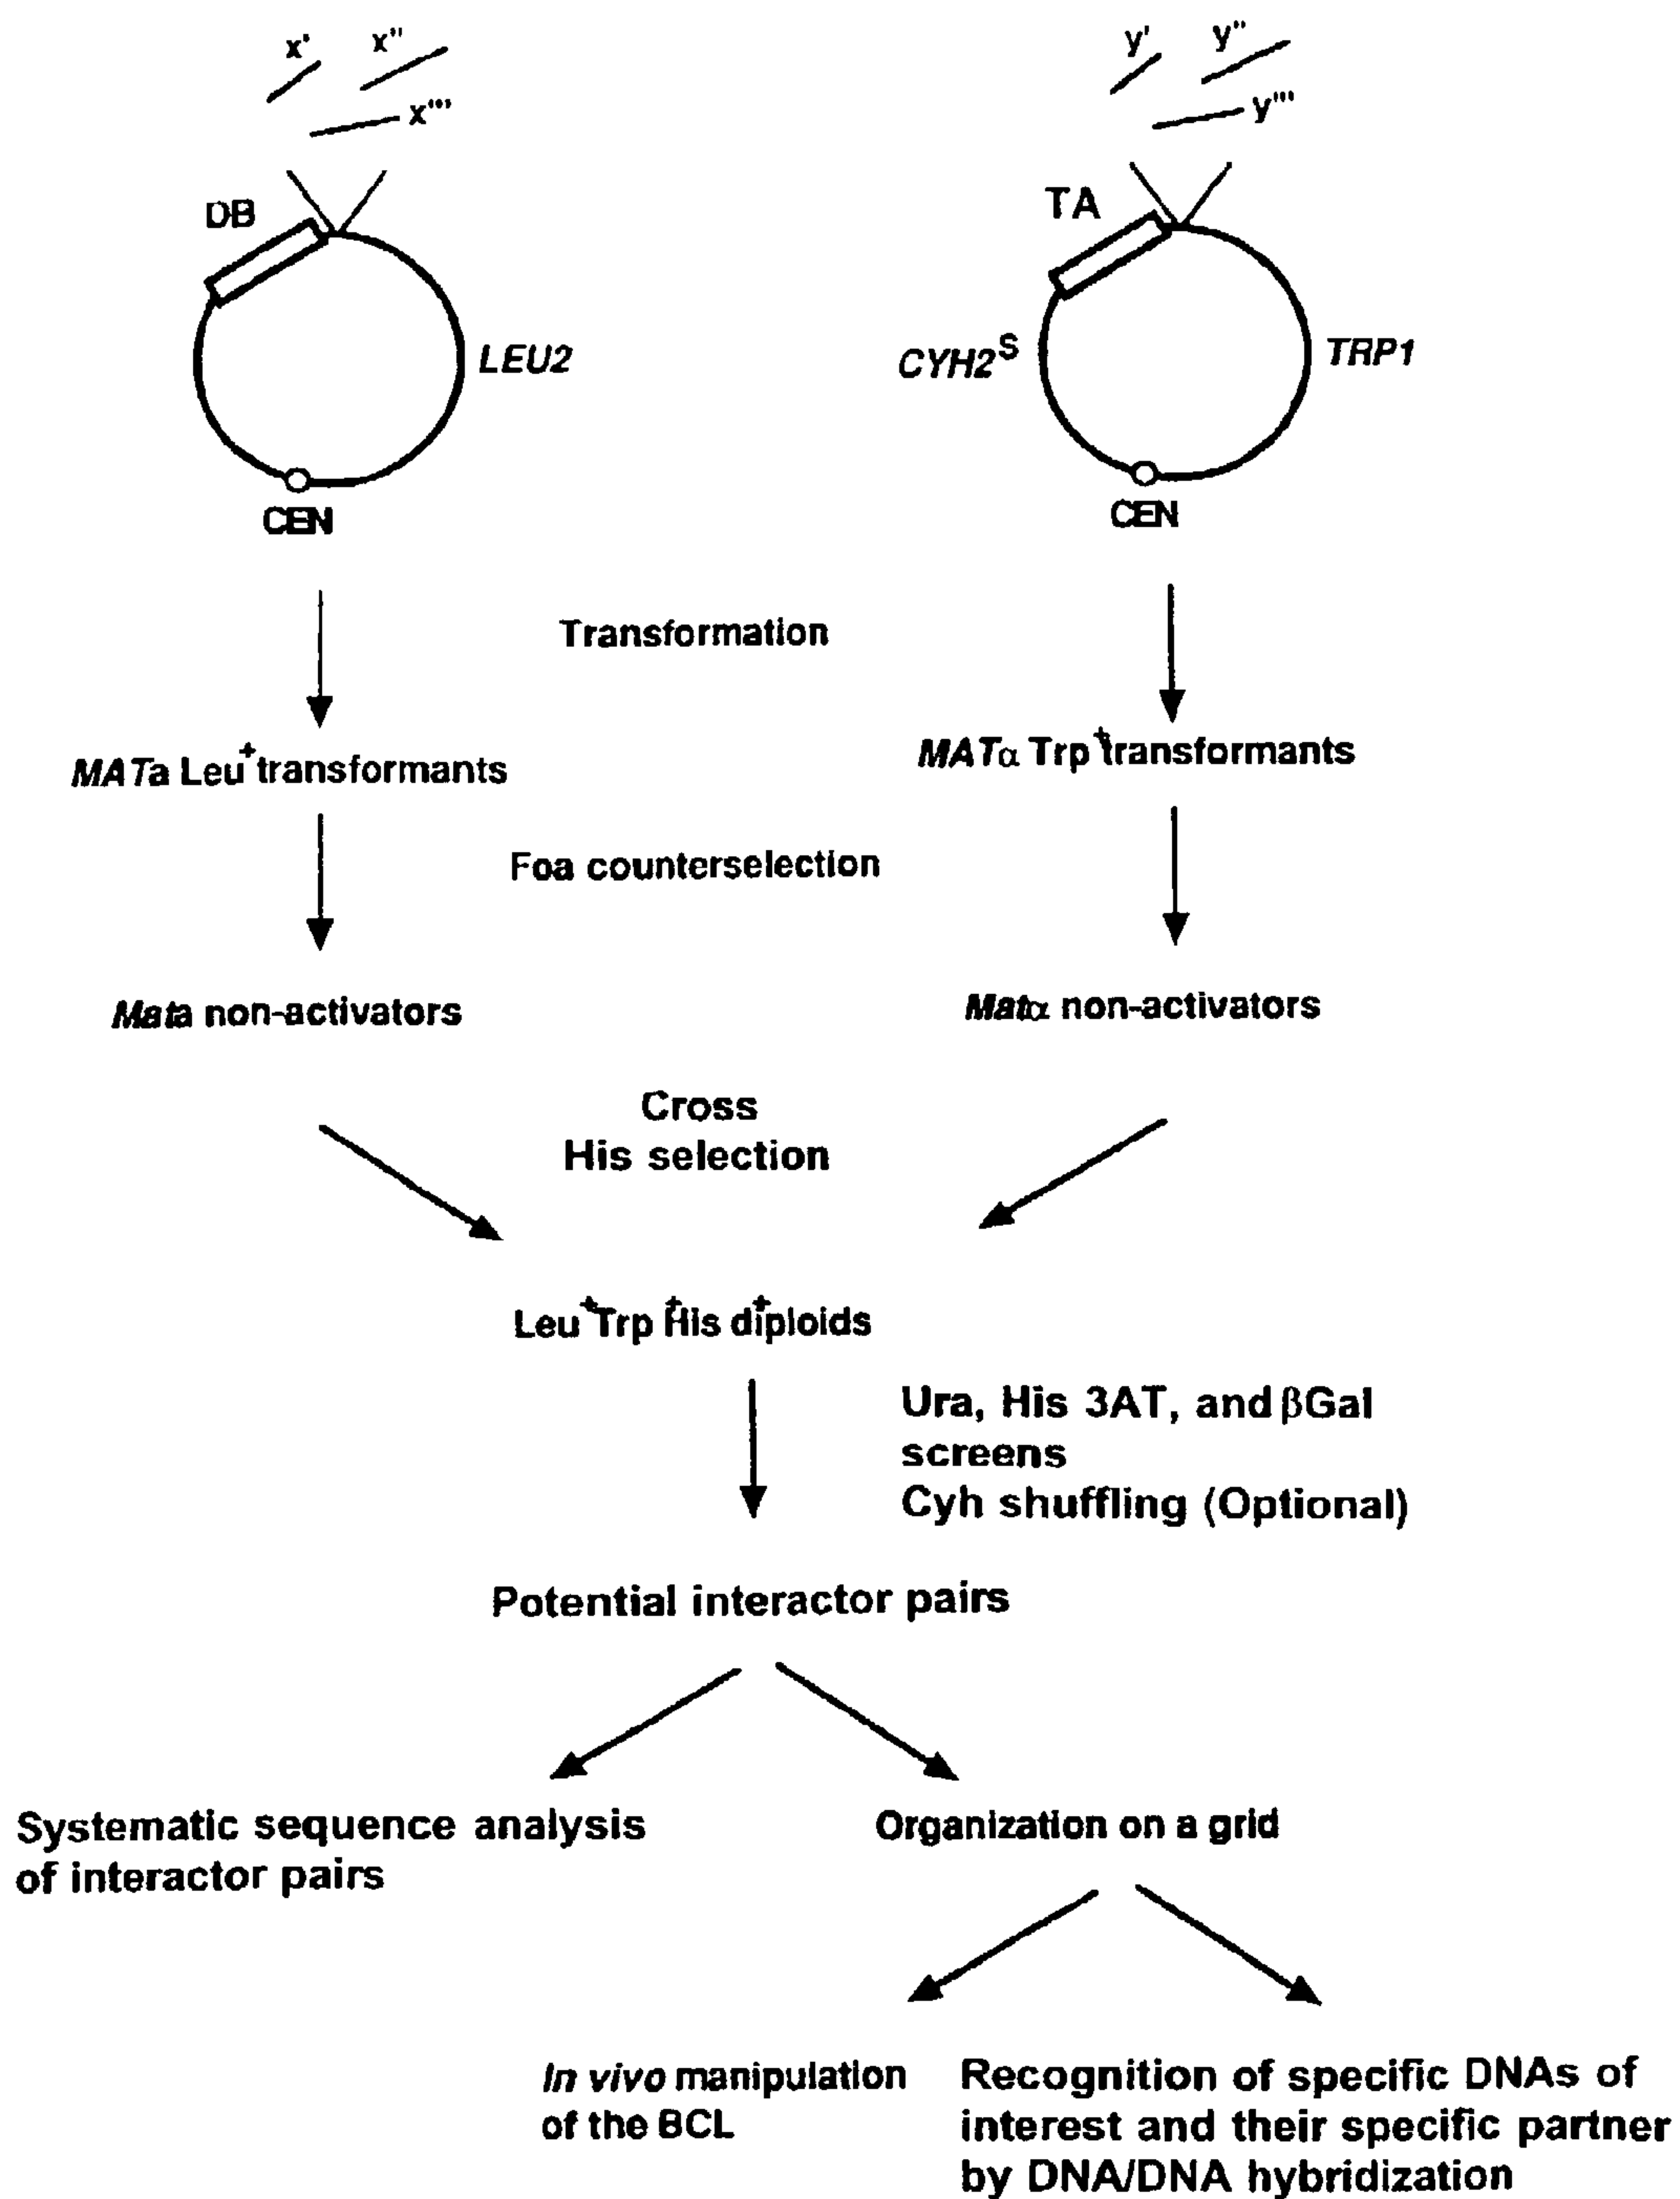 x' x''
x'''
y' y''
y'''
DB
LEU2
CEN
TA
CYH2S
TRP1
CEN
Transformation
MATa Leu+ transformants
MATα Trp+ transformants
Foa counterselection
Mata non-activators
Matα non-activators
Cross
His selection
Leu+ Trp+ His+ diploids
Ura, His 3AT, and βGal
screens
Cyh shuffling (Optional)
Potential interactor pairs
Systematic sequence analysis
of interactor pairs
Organization on a grid
In vivo manipulation
of the BCL
Recognition of specific DNAs of
interest and their specific partner
by DNA/DNA hybridization